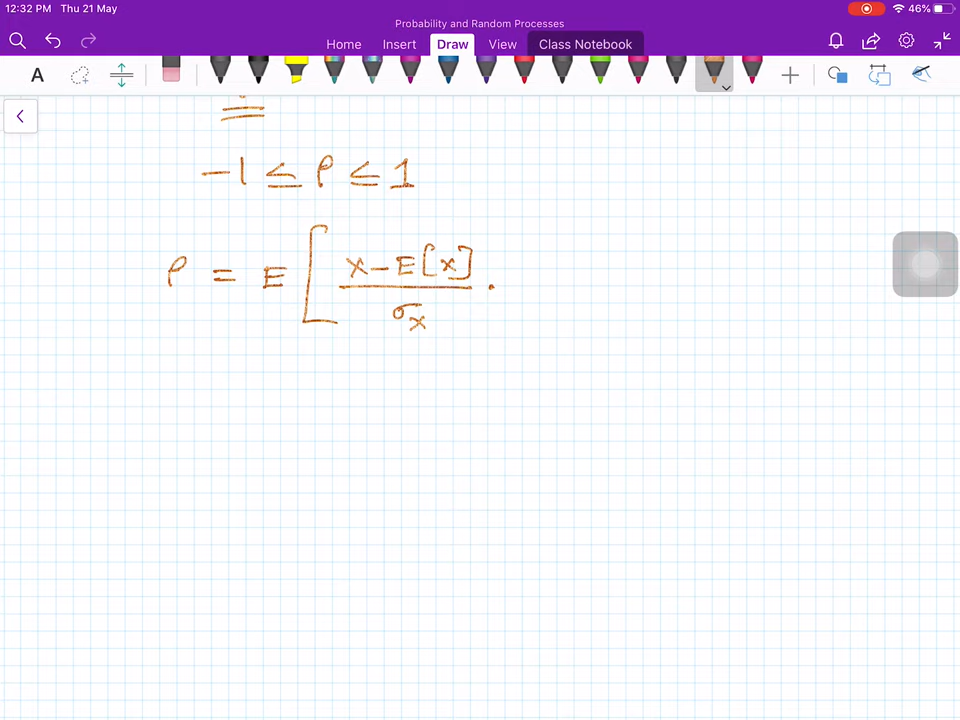 12:32 PM Thu 21 May 46%
Probability and Random Processes
Home Insert Draw View Class Notebook
A
-1 ≤ ρ ≤ 1
ρ = E [ X - E[X] / σx .